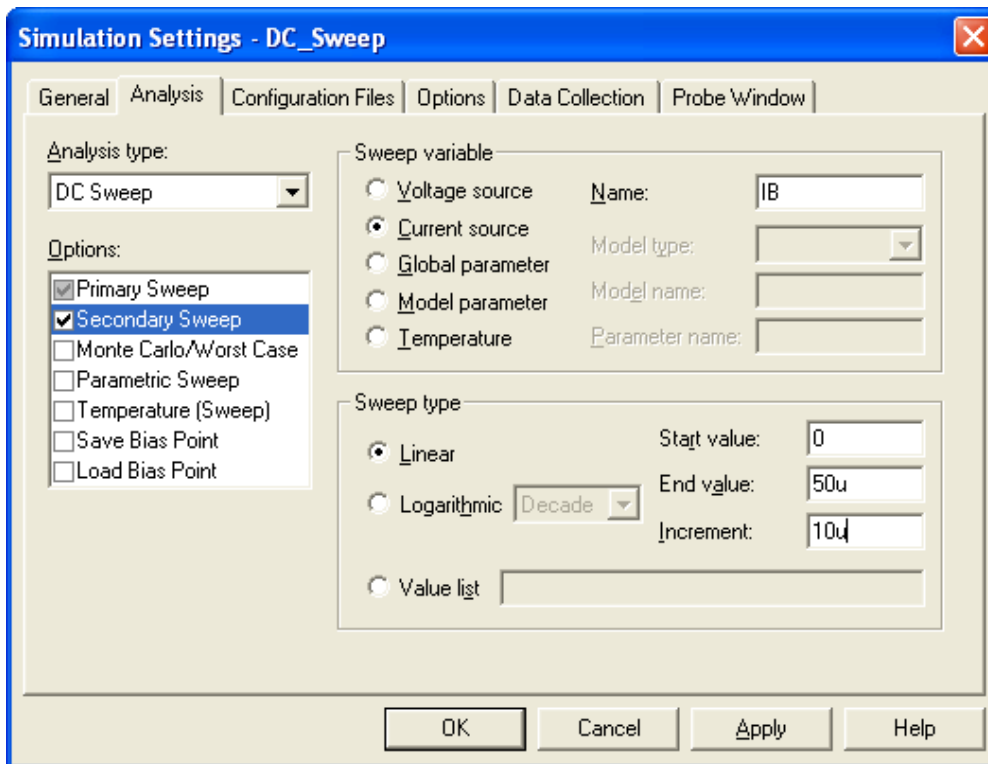 Simulation Settings - DC_Sweep
General Analysis Configuration Files Options Data Collection Probe Window
Analysis type:
DC Sweep
Options:
Primary Sweep
Secondary Sweep
Monte Carlo/Worst Case
Parametric Sweep
Temperature (Sweep)
Save Bias Point
Load Bias Point
Sweep variable
Voltage source
Current source
Global parameter
Model parameter
Temperature
Name: IB
Model type:
Model name:
Parameter name:
Sweep type
Linear
Logarithmic Decade
Value list
Start value: 0
End value: 50u
Increment: 10u
OK Cancel Apply Help